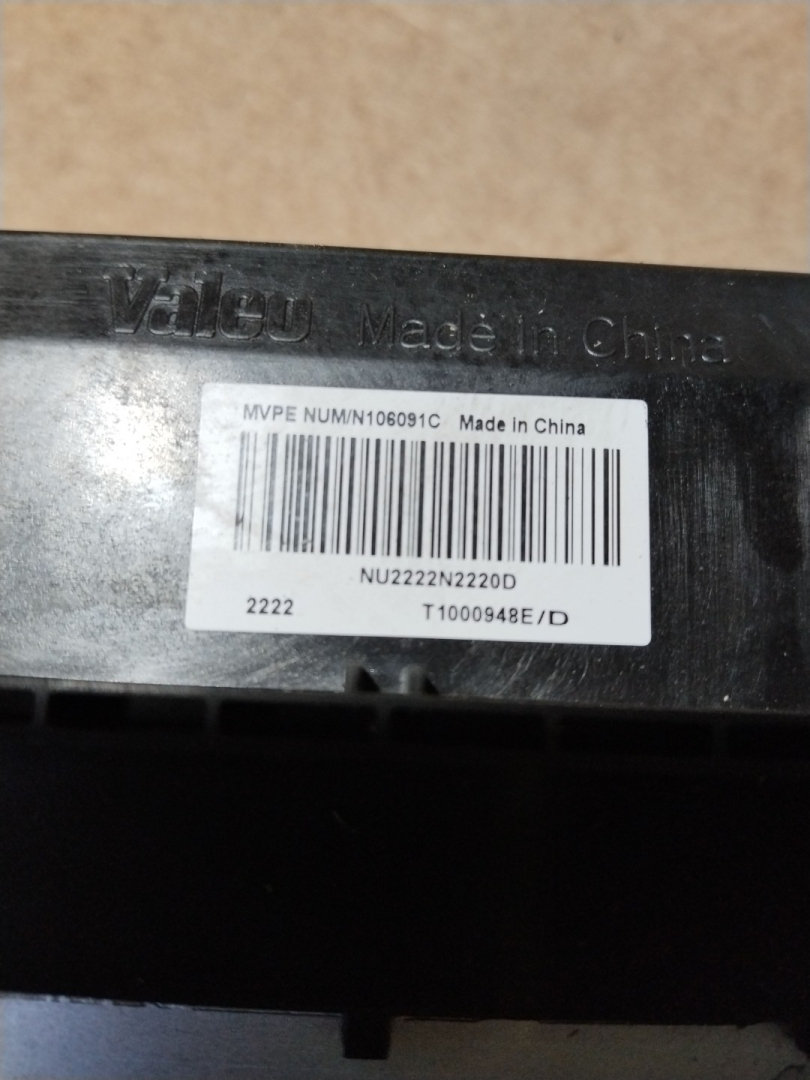 Valeo Made in China
MVPE NUM/N106091C Made in China
NU2222N2220D
2222 T1000948E/D